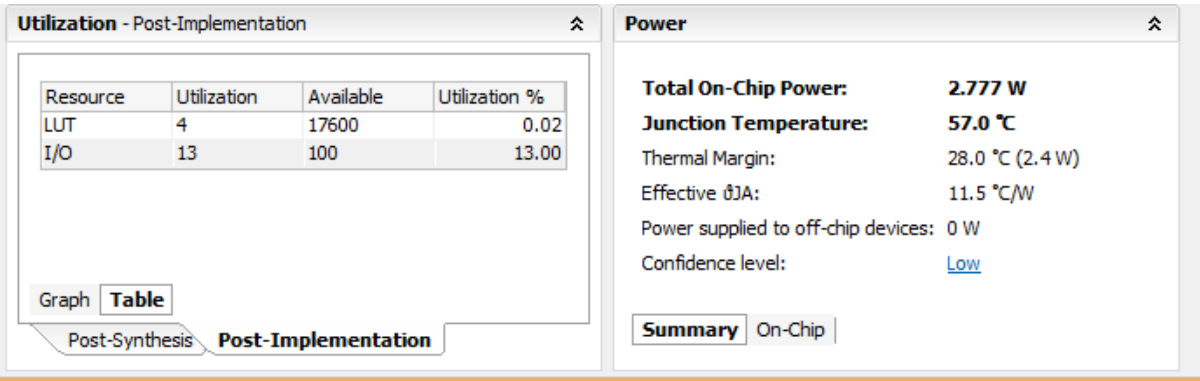 Utilization - Post-Implementation
Resource Utilization Available Utilization %
LUT 4 17600 0.02
I/O 13 100 13.00
Graph Table
Post-Synthesis Post-Implementation
Power
Total On-Chip Power: 2.777 W
Junction Temperature: 57.0 °C
Thermal Margin: 28.0 °C (2.4 W)
Effective ϑJA: 11.5 °C/W
Power supplied to off-chip devices: 0 W
Confidence level: Low
Summary On-Chip